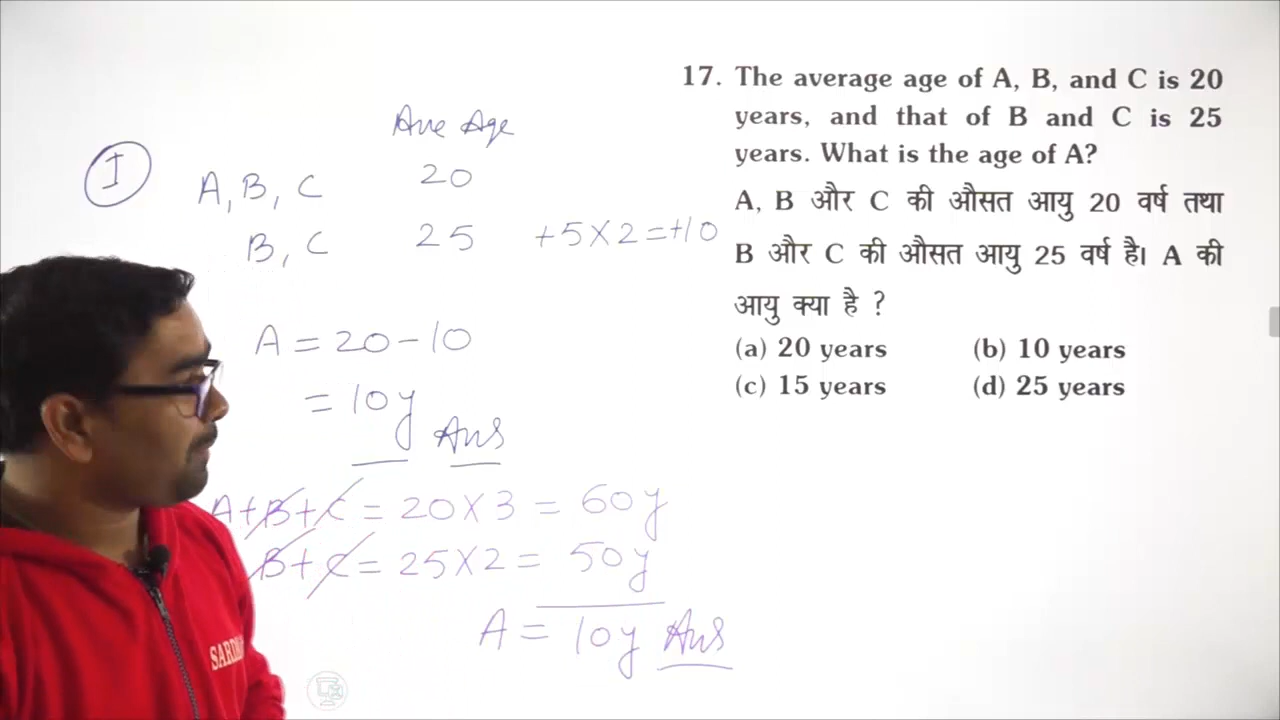 17. The average age of A, B, and C is 20
years, and that of B and C is 25
years. What is the age of A?
A, B और C की औसत आयु 20 वर्ष तथा
B और C की औसत आयु 25 वर्ष है। A की
आयु क्या है ?
(a) 20 years (b) 10 years
(c) 15 years (d) 25 years
Ave Age
I A, B, C 20
B, C 25 +5×2=+10
A = 20-10
= 10y Ans
A+B+C = 20×3 = 60y
B+C = 25×2 = 50y
A = 10y Ans